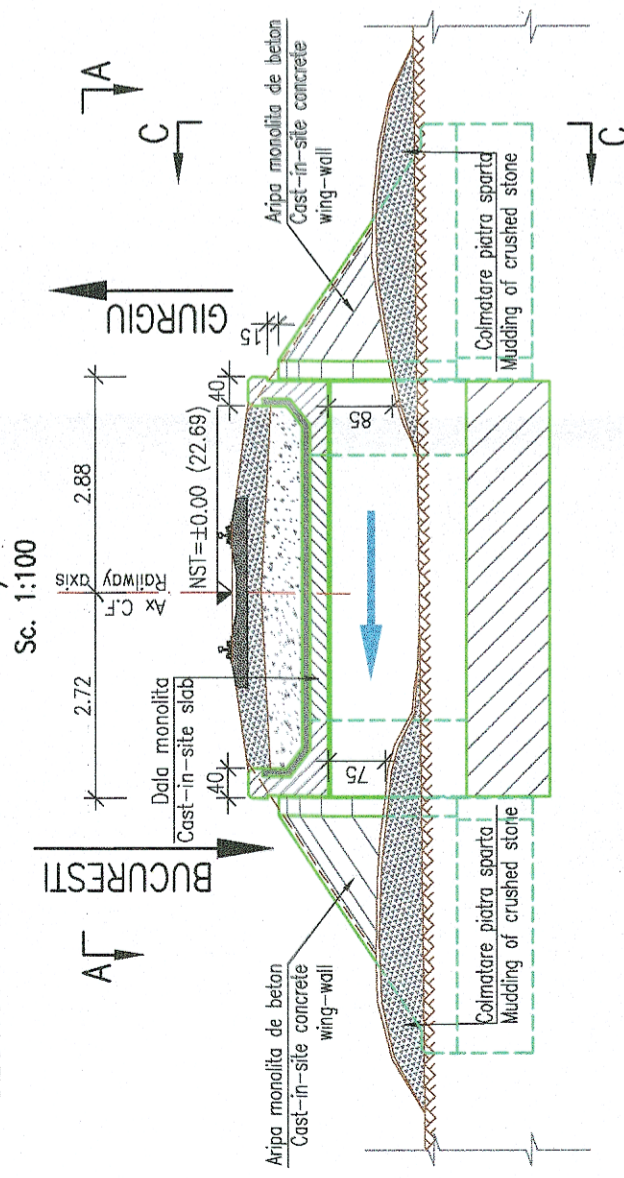 Sc. 1:100
2.72
2.88
Ax C.F
Railway axis
NST=±0.00 (22.69)
BUCURESTI
GIURGIU
A
A
C
C
Dala monolita
Cast-in-site slab
40
40
15
75
85
Aripa monolita de beton
Cast-in-site concrete
wing-wall
Aripa monolita de beton
Cast-in-site concrete
wing-wall
Colmatare piatra sparta
Mudding of crushed stone
Colmatare piatra sparta
Mudding of crushed stone